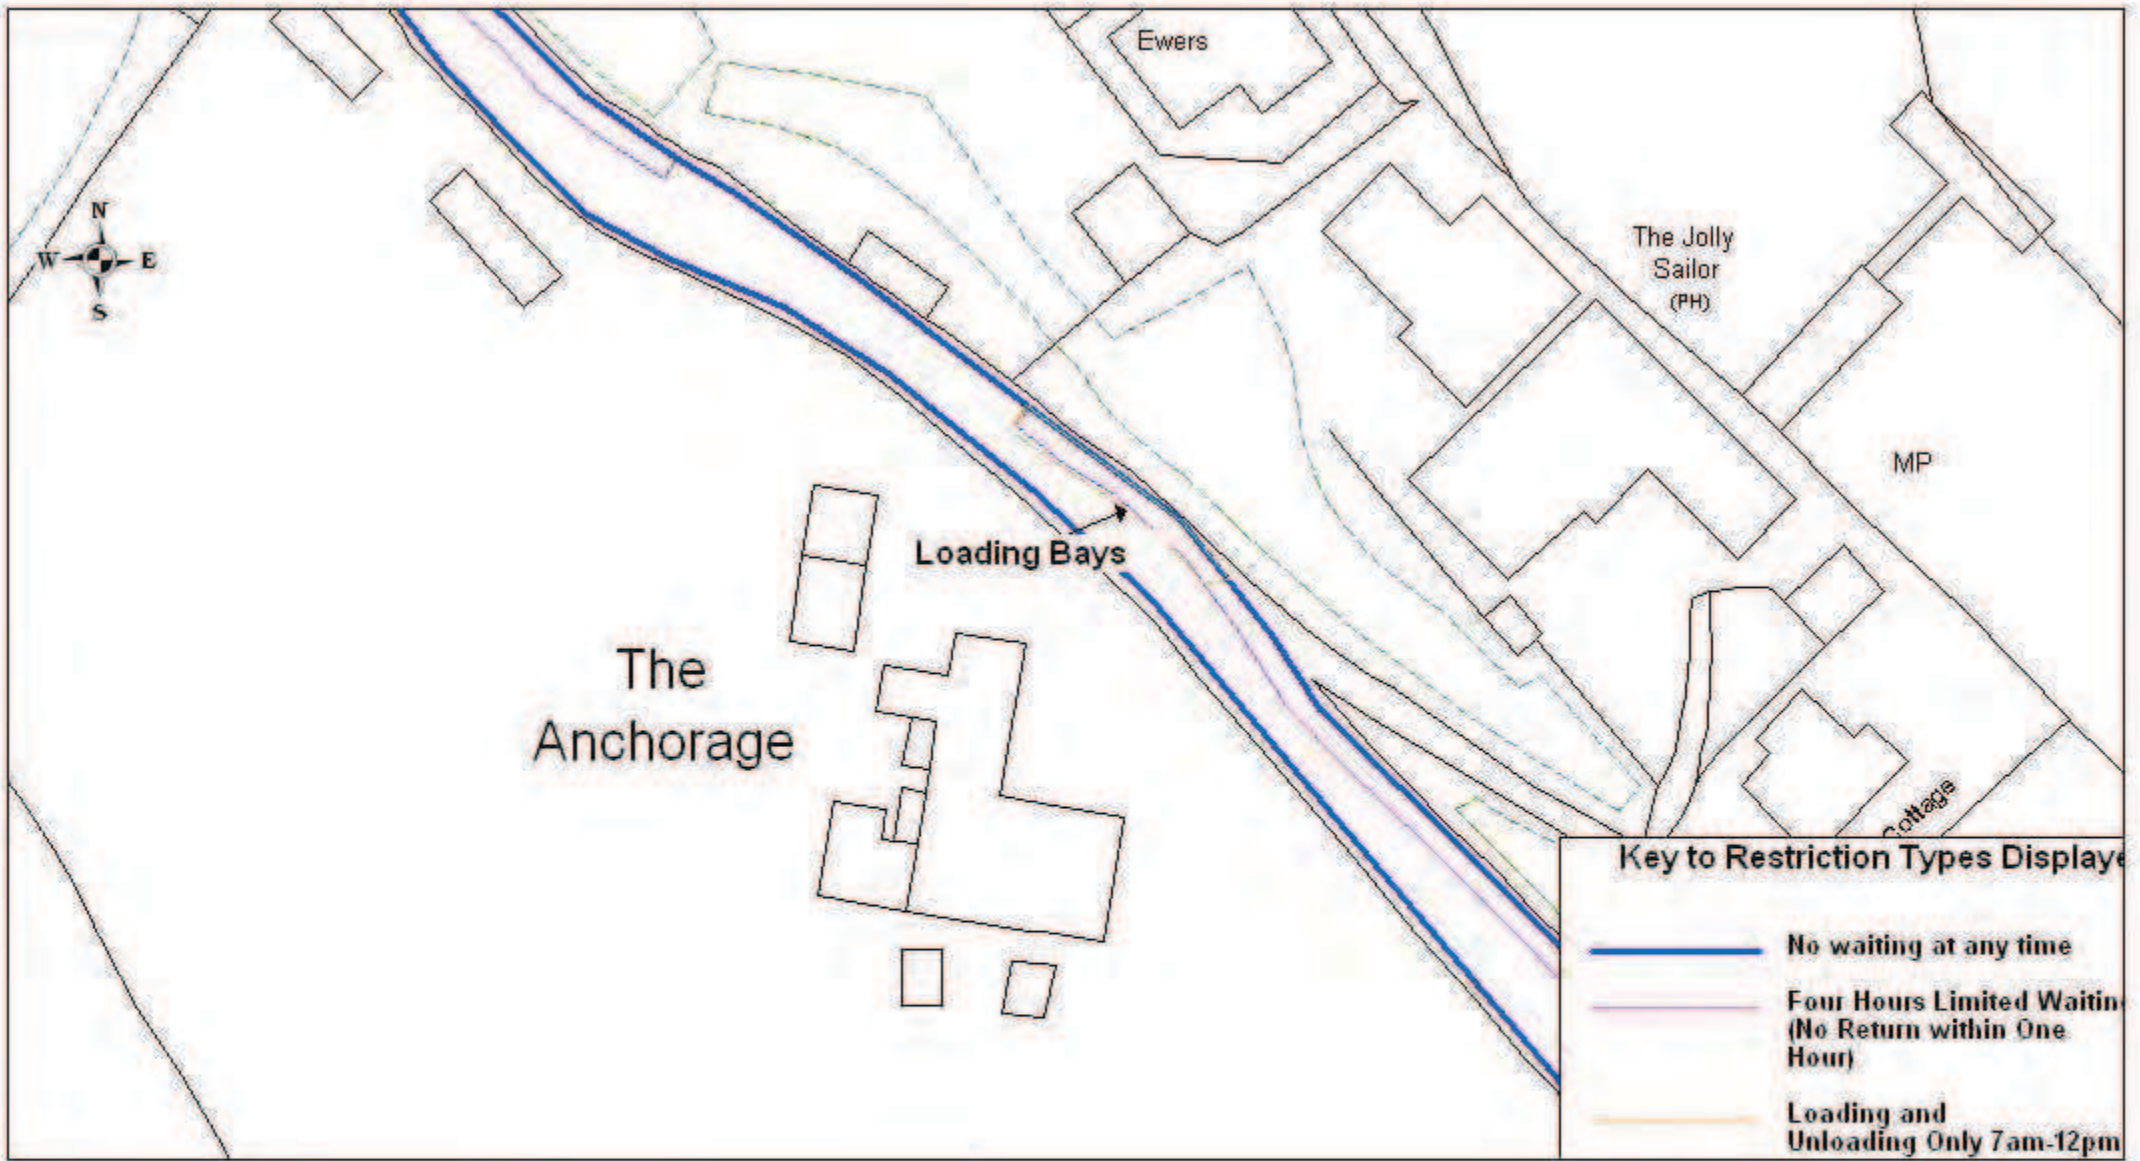 Ewers
N
W E
S
The Jolly
Sailor
(PH)
MP
Loading Bays
The
Anchorage
Cottage
Key to Restriction Types Displaye
No waiting at any time
Four Hours Limited Waitin
(No Return within One
Hour)
Loading and
Unloading Only 7am-12pm